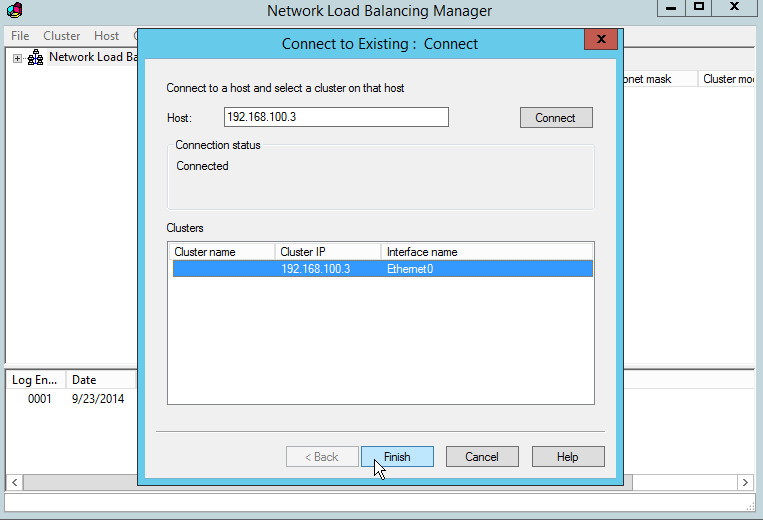 Network Load Balancing Manager
File Cluster Host
Connect to Existing : Connect
Network Load Ba
Connect to a host and select a cluster on that host
Host: 192.168.100.3 Connect
Connection status
Connected
Clusters
Cluster name Cluster IP Interface name
192.168.100.3 Ethernet0
net mask Cluster mo
Log En... Date
0001 9/23/2014
< Back Finish Cancel Help